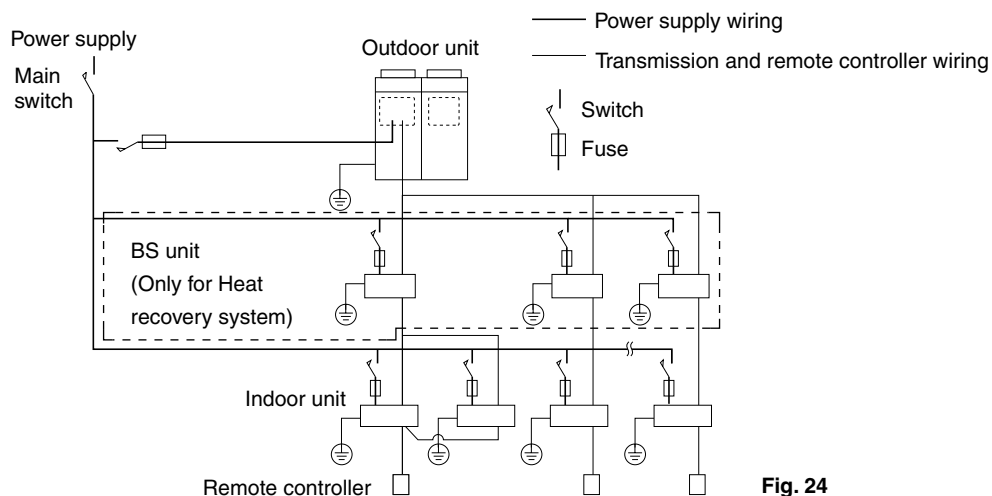 Power supply
Main
switch
Outdoor unit
Power supply wiring
Transmission and remote controller wiring
Switch
Fuse
BS unit
(Only for Heat
recovery system)
Indoor unit
Remote controller
Fig. 24